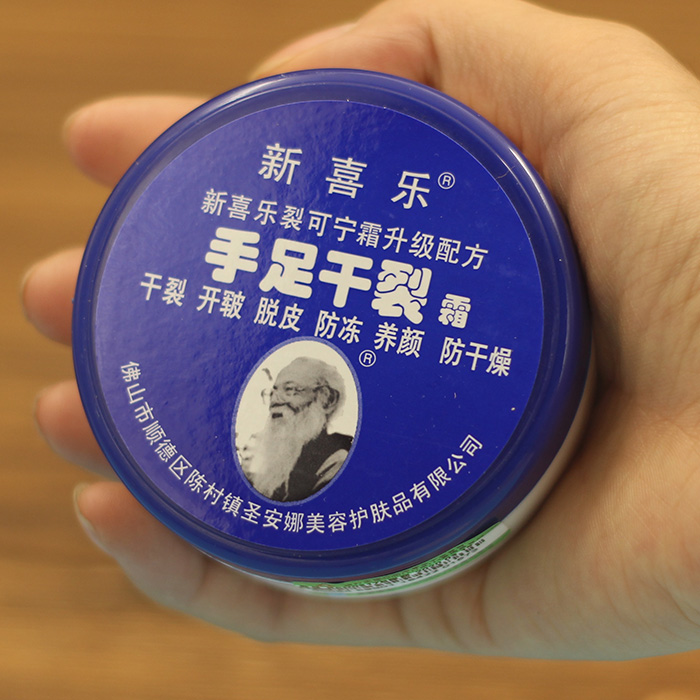 新喜乐®
新喜乐裂可宁霜升级配方
手足干裂霜
干裂 开皲 脱皮 防冻 养颜 防干燥
®
佛山市顺德区陈村镇圣安娜美容护肤品有限公司